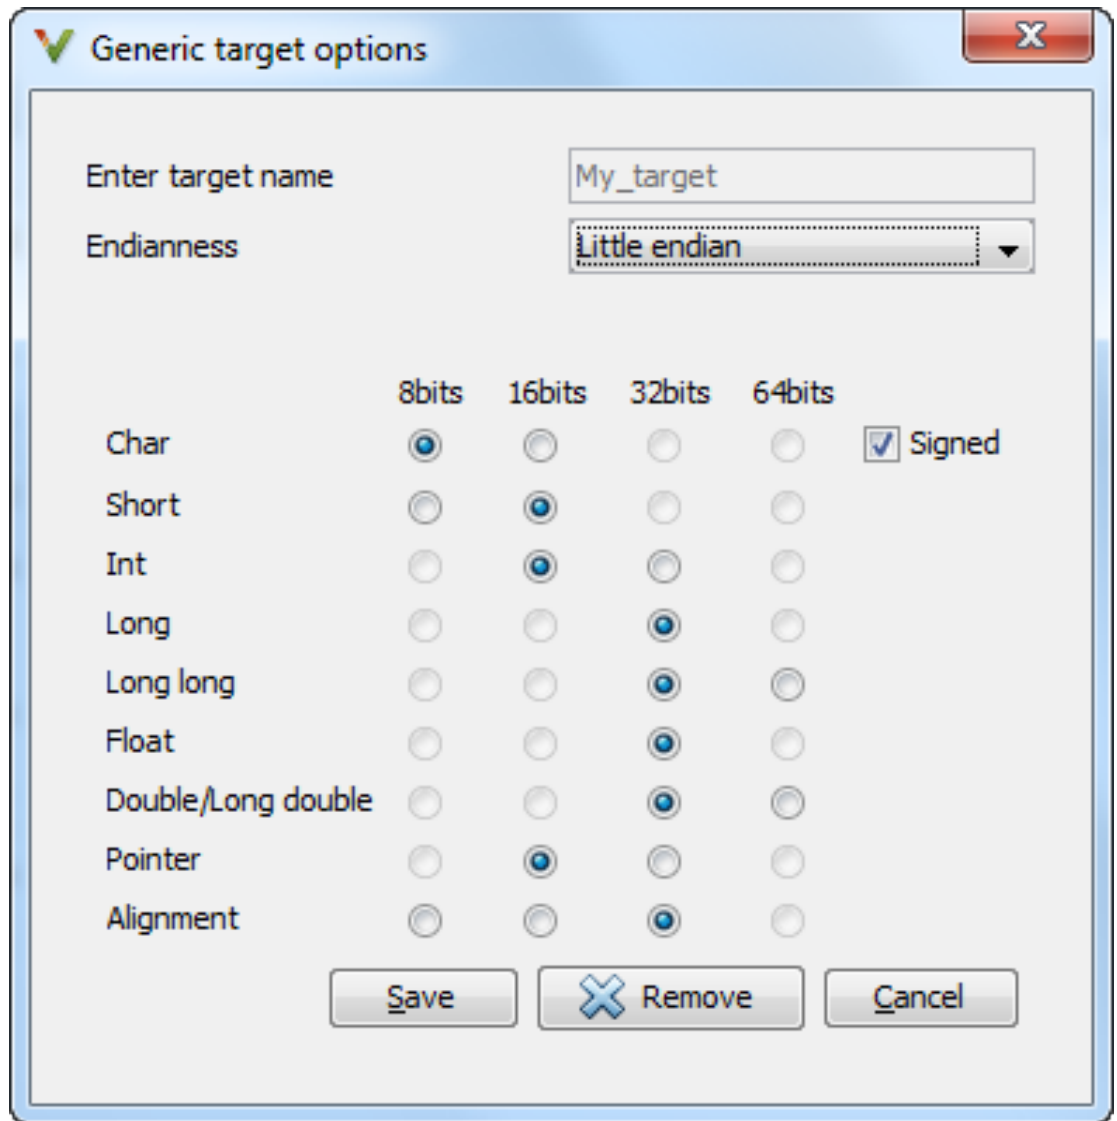 Generic target options
Enter target name My_target
Endianness Little endian
8bits 16bits 32bits 64bits
Char Signed
Short
Int
Long
Long long
Float
Double/Long double
Pointer
Alignment
Save Remove Cancel